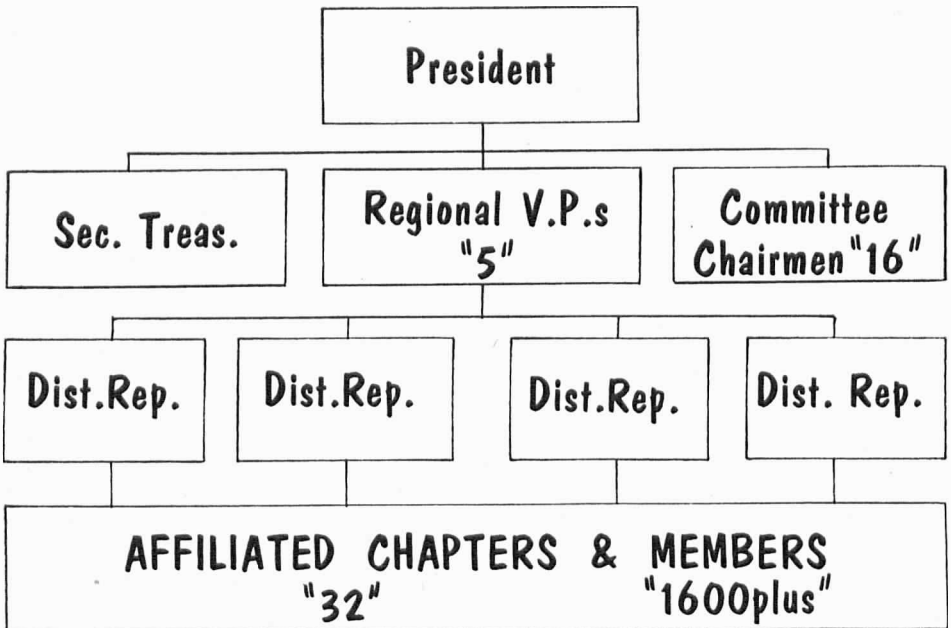 President
Sec. Treas.
Regional V.P.s
"5"
Committee
Chairmen "16"
Dist.Rep.
Dist.Rep.
Dist.Rep.
Dist. Rep.
AFFILIATED CHAPTERS & MEMBERS
"32" "1600plus"